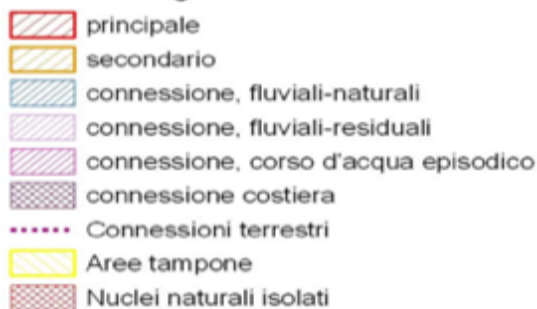 principale
secondario
connessione, fluviali-naturali
connessione, fluviali-residuali
connessione, corso d'acqua episodico
connessione costiera
Connessioni terrestri
Aree tampone
Nuclei naturali isolati